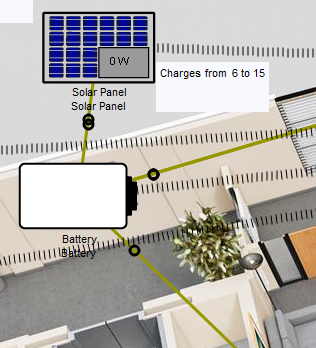 0 W
Charges from 6 to 15
Solar Panel
Solar Panel
Battery
Battery